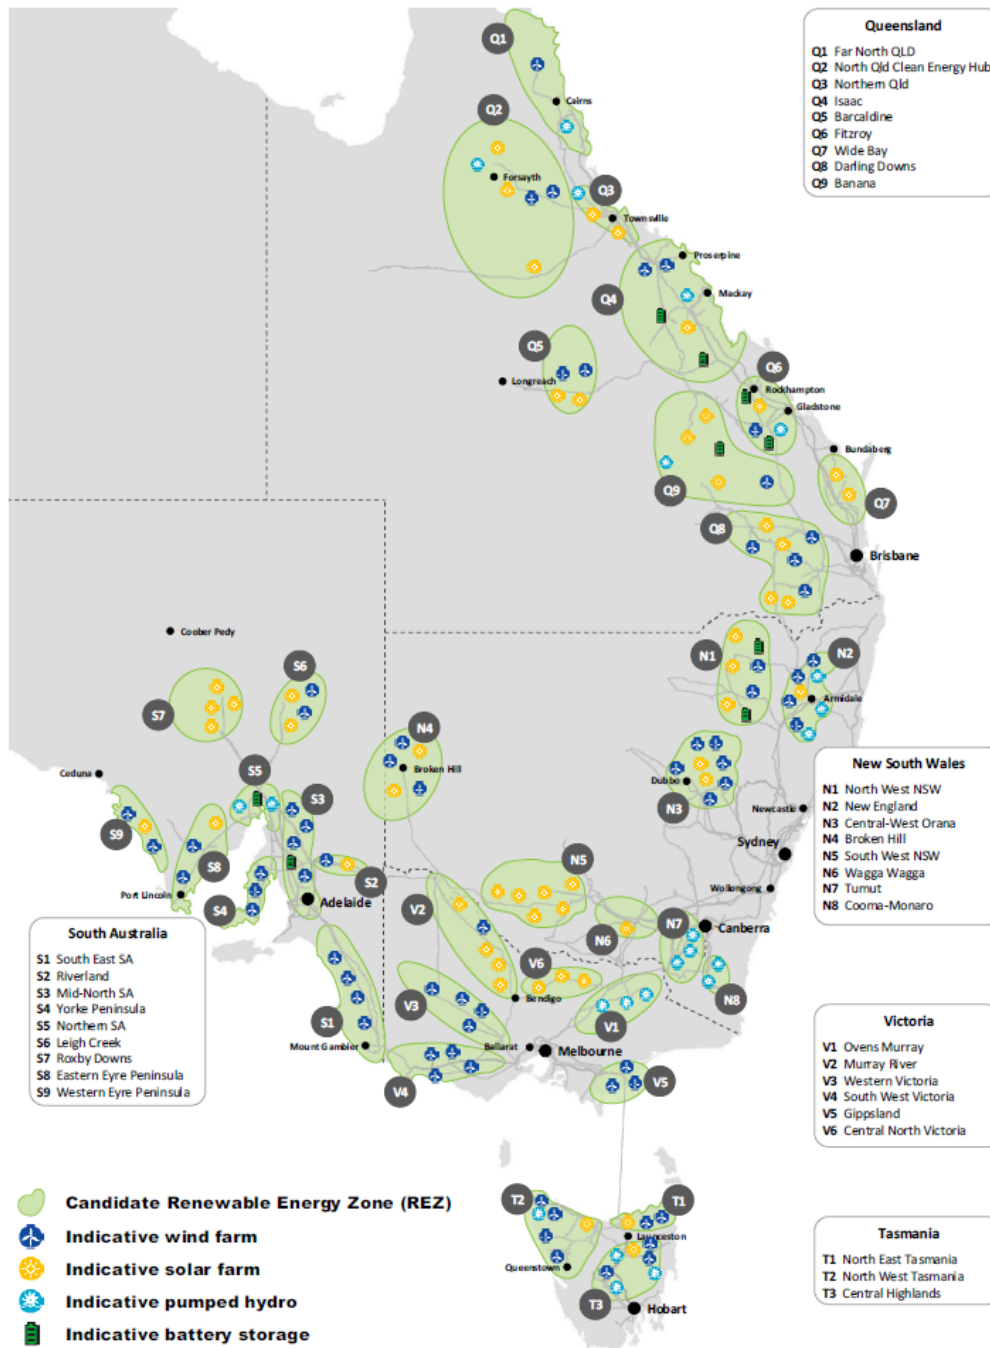 Queensland
Q1 Far North QLD
Q2 North Qld Clean Energy Hub
Q3 Northern Qld
Q4 Isaac
Q5 Barcaldine
Q6 Fitzroy
Q7 Wide Bay
Q8 Darling Downs
Q9 Banana
Q1
Cairns
Q2
Forsayth
Q3
Townsville
Proserpine
Q4
Mackay
Q5
Longreach
Q6
Rockhampton
Gladstone
Bundaberg
Q9
Q7
Q8
Brisbane
Coober Pedy
N1
N2
S6
S7
Armidale
N4
Broken Hill
S5
Ceduna
S3
Dubbo
N3
Newcastle
S9
Sydney
S8
S2
N5
Port Lincoln
S4
Adelaide
Wollongong
V2
N6
N7
Canberra
V6
Bendigo
N8
V3
V1
S1
Mount Gambier
Ballarat
Melbourne
V4
V5
New South Wales
N1 North West NSW
N2 New England
N3 Central-West Orana
N4 Broken Hill
N5 South West NSW
N6 Wagga Wagga
N7 Tumut
N8 Cooma-Monaro
South Australia
S1 South East SA
S2 Riverland
S3 Mid-North SA
S4 Yorke Peninsula
S5 Northern SA
S6 Leigh Creek
S7 Roxby Downs
S8 Eastern Eyre Peninsula
S9 Western Eyre Peninsula
Victoria
V1 Ovens Murray
V2 Murray River
V3 Western Victoria
V4 South West Victoria
V5 Gippsland
V6 Central North Victoria
T2
T1
Launceston
Queenstown
T3
Hobart
Tasmania
T1 North East Tasmania
T2 North West Tasmania
T3 Central Highlands
Candidate Renewable Energy Zone (REZ)
Indicative wind farm
Indicative solar farm
Indicative pumped hydro
Indicative battery storage